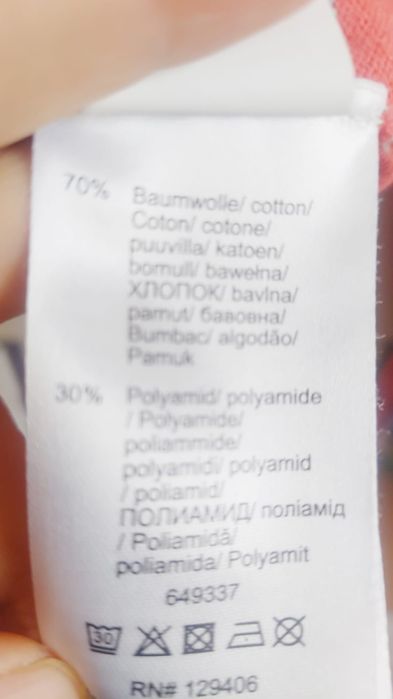 70% Baumwolle/ cotton/
Coton/ cotone/
puuvilla/ katoen/
bomull/ bawełna/
ХЛОПОК/ bavlna/
pamut/ бавовна/
Bumbac/ algodão/
Pamuk
30% Polyamid/ polyamide
/ Polyamide/
poliammide/
polyamidi/ polyamid
/ poliamid/
ПОЛИАМИД/ поліамід
/ Poliamidă/
poliamida/ Polyamit
649337
30
RN# 129406